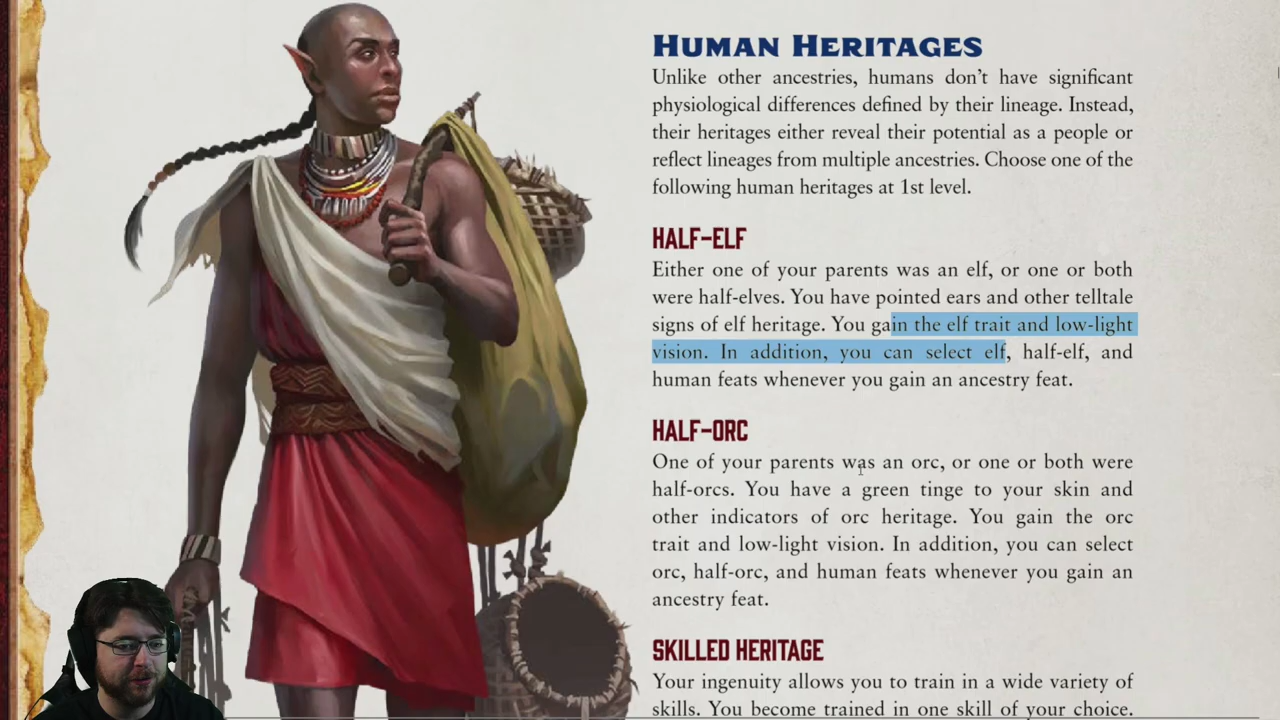 HUMAN HERITAGES
Unlike other ancestries, humans don't have significant
physiological differences defined by their lineage. Instead,
their heritages either reveal their potential as a people or
reflect lineages from multiple ancestries. Choose one of the
following human heritages at 1st level.
HALF-ELF
Either one of your parents was an elf, or one or both
were half-elves. You have pointed ears and other telltale
signs of elf heritage. You gain the elf trait and low-light
vision. In addition, you can select elf, half-elf, and
human feats whenever you gain an ancestry feat.
HALF-ORC
One of your parents was an orc, or one or both were
half-orcs. You have a green tinge to your skin and
other indicators of orc heritage. You gain the orc
trait and low-light vision. In addition, you can select
orc, half-orc, and human feats whenever you gain an
ancestry feat.
SKILLED HERITAGE
Your ingenuity allows you to train in a wide variety of
skills. You become trained in one skill of your choice.